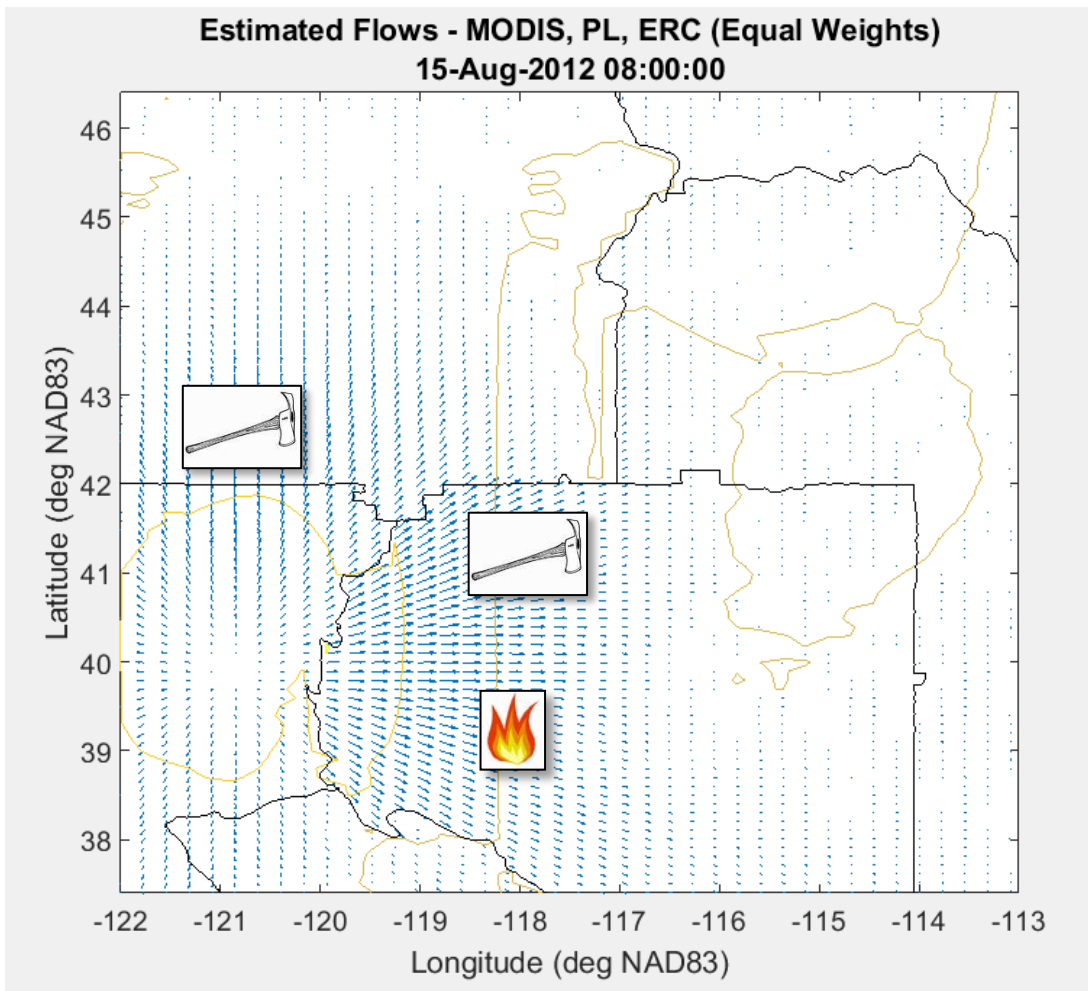 Estimated Flows - MODIS, PL, ERC (Equal Weights)
15-Aug-2012 08:00:00
46
45
44
43
42
41
40
39
38
Latitude (deg NAD83)
-122 -121 -120 -119 -118 -117 -116 -115 -114 -113
Longitude (deg NAD83)